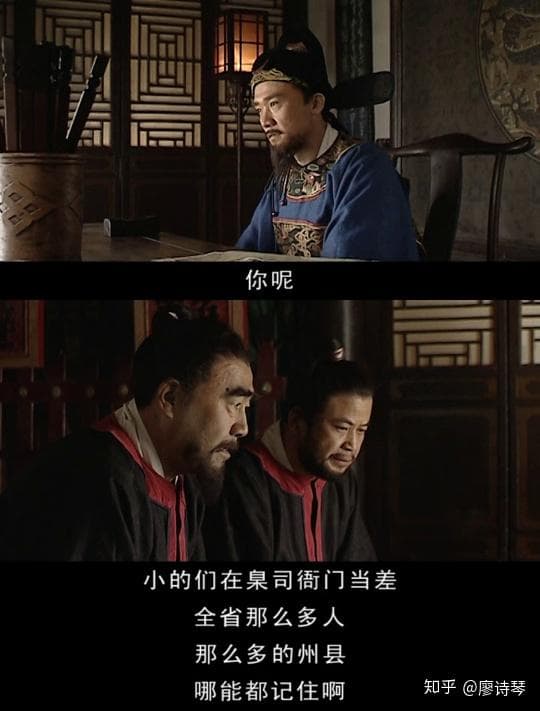 你呢
小的们在臬司衙门当差
全省那么多人
那么多的州县
哪能都记住啊
知乎 @廖诗琴